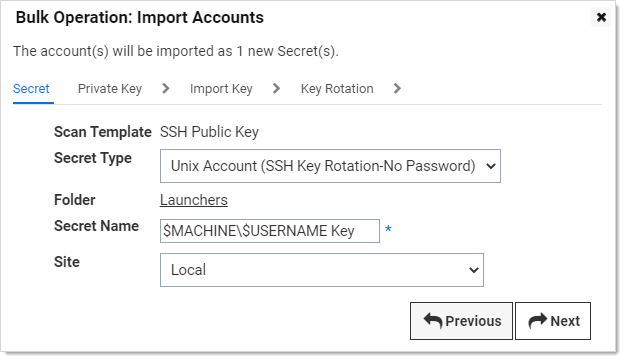 Bulk Operation: Import Accounts
The account(s) will be imported as 1 new Secret(s).
Secret Private Key Import Key Key Rotation
Scan Template SSH Public Key
Secret Type Unix Account (SSH Key Rotation-No Password)
Folder Launchers
Secret Name $MACHINE\$USERNAME Key *
Site Local
Previous Next